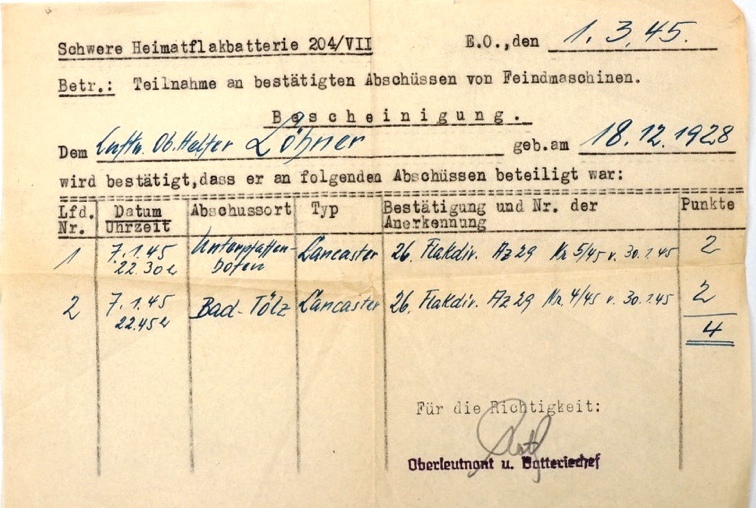 Schwere Heimatflakbatterie 204/VII E.O., den 1.3.45.
Betr.: Teilnahme an bestätigten Abschüssen von Feindmaschinen.
Bescheinigung.
Dem Luftw. Ob. Helfer Löhner geb.am 18.12.1928
wird bestätigt, dass er an folgenden Abschüssen beteiligt war:
Lfd. Nr. Datum Uhrzeit Abschussort Typ Bestätigung und Nr. der Anerkennung Punkte
1 7.1.45 22.30 Unterpfaffen- Lancaster 26. Flakdiv. Az 29 Nr. 5/45 v. 30.1.45 2
hofen
2 7.1.45 22.45 Bad-Tölz Lancaster 26. Flakdiv. Az 29 Nr. 4/45 v. 30.1.45 2
4
Für die Richtigkeit:
Oberleutnant u. Batteriechef